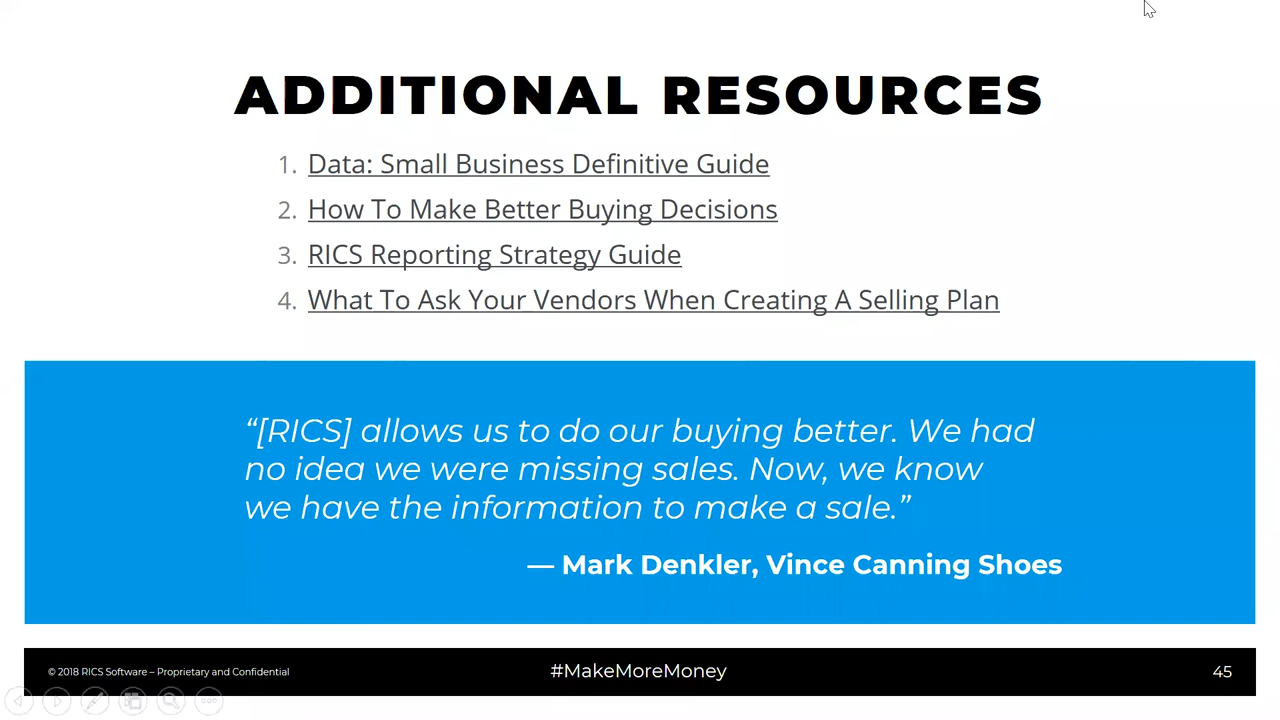 ADDITIONAL RESOURCES
1. Data: Small Business Definitive Guide
2. How To Make Better Buying Decisions
3. RICS Reporting Strategy Guide
4. What To Ask Your Vendors When Creating A Selling Plan
“[RICS] allows us to do our buying better. We had
no idea we were missing sales. Now, we know
we have the information to make a sale.”
— Mark Denkler, Vince Canning Shoes
© 2018 RICS Software – Proprietary and Confidential
#MakeMoreMoney
45